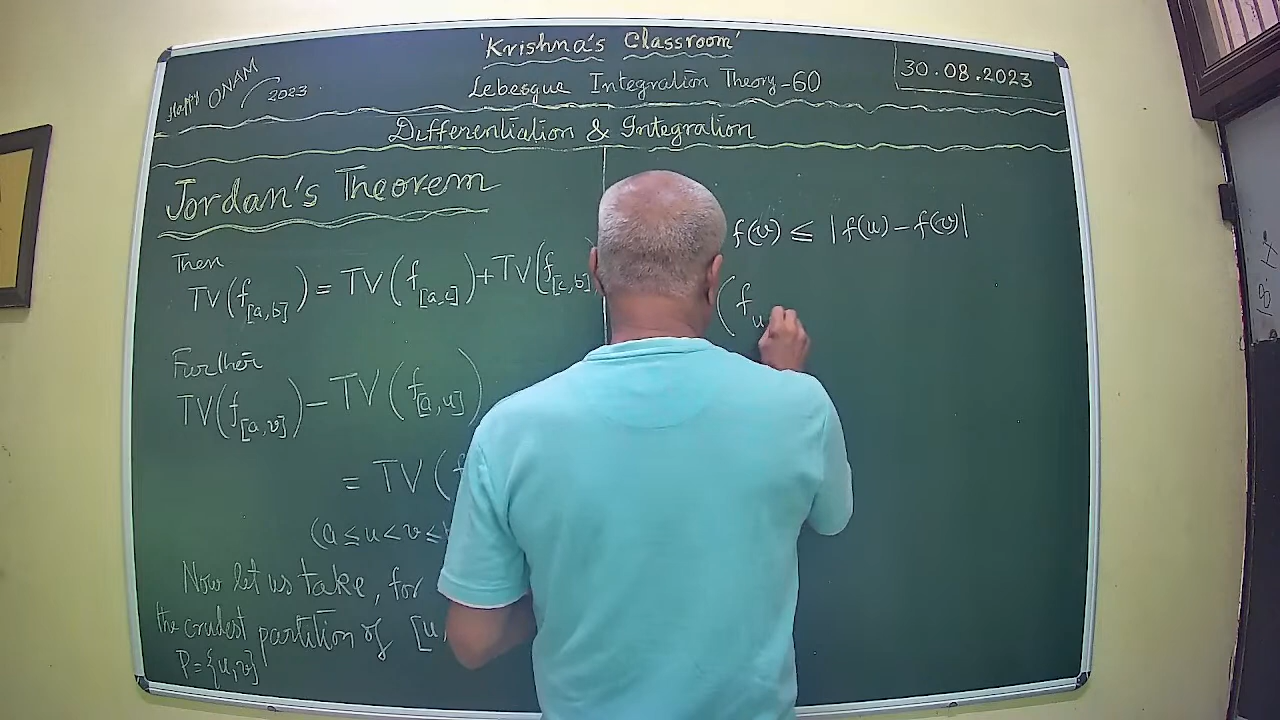 'Krishna's Classroom'
Happy ONAM 2023
Lebesgue Integration Theory-60
30.08.2023
Differentiation & Integration
Jordan's Theorem
Then
TV(f[a,b]) = TV(f[a,c]) + TV(f[c,b]
Further
TV(f[a,v]) - TV(f[a,u])
= TV(
(a ≤ u < v ≤
Now let us take, for
the crudest partition of [u,
P={u,v}
f(v) ≤ |f(u) - f(v)|
(f u